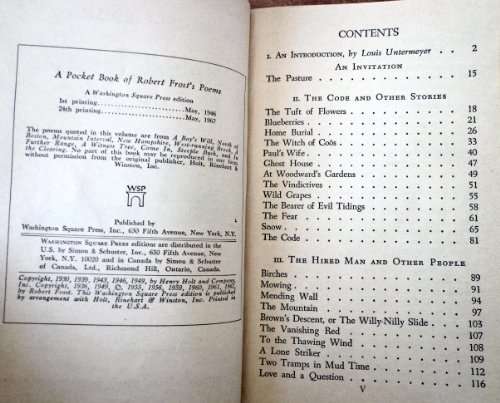 A Pocket Book of Robert Frost's Poems
A Washington Square Press edition
1st printing..............May, 1946
24th printing..............May, 1967
The poems quoted in this volume are from A Boy's Will, North of
Boston, Mountain Interval, New Hampshire, West-running Brook, A
Further Range, A Witness Tree, Come In, Steeple Bush, and In
the Clearing. No part of this book may be reproduced in any form
without permission from the original publisher, Holt, Rinehart &
Winston, Inc.
WSP
L
Published by
Washington Square Press, Inc., 630 Fifth Avenue, New York, N.Y.
WASHINGTON SQUARE PRESS editions are distributed in the
U.S. by Simon & Schuster, Inc., 630 Fifth Avenue, New
York, N.Y. 10020 and in Canada by Simon & Schuster
of Canada, Ltd., Richmond Hill, Ontario, Canada.
Copyright, 1930, 1939, 1943, 1946, 1949, by Henry Holt and Company,
Inc. Copyright, 1936, 1949, ©, 1955, 1956, 1939, 1960, 1961, 1962, by
Robert Frost. This Washington Square Press edition is published by
arrangement with Holt, Rinehart & Winston, Inc. Printed in
the U.S.A.
CONTENTS
I. AN INTRODUCTION, by Louis Untermeyer - - 2
AN INVITATION
The Pasture - - - - - - - 15
II. THE CODE AND OTHER STORIES
The Tuft of Flowers - - - - - - 18
Blueberries - - - - - - - 21
Home Burial - - - - - - - 26
The Witch of Coös - - - - - - 33
Paul's Wife - - - - - - - 41
Ghost House - - - - - - - 47
At Woodward's Gardens - - - - - 49
The Vindictives - - - - - - 51
Wild Grapes - - - - - - - 55
The Bearer of Evil Tidings - - - - - 59
The Fear - - - - - - - 61
Snow - - - - - - - 65
The Code - - - - - - - 81
III. THE HIRED MAN AND OTHER PEOPLE
Birches - - - - - - - 89
Mowing - - - - - - - 91
Mending Wall - - - - - - - 94
The Mountain - - - - - - - 97
Brown's Descent, or The Willy-Nilly Slide - - 103
The Vanishing Red - - - - - - 107
To the Thawing Wind - - - - - - 108
A Lone Striker - - - - - - - 109
Two Tramps in Mud Time - - - - - 112
Love and a Question - - - - - - 116
V